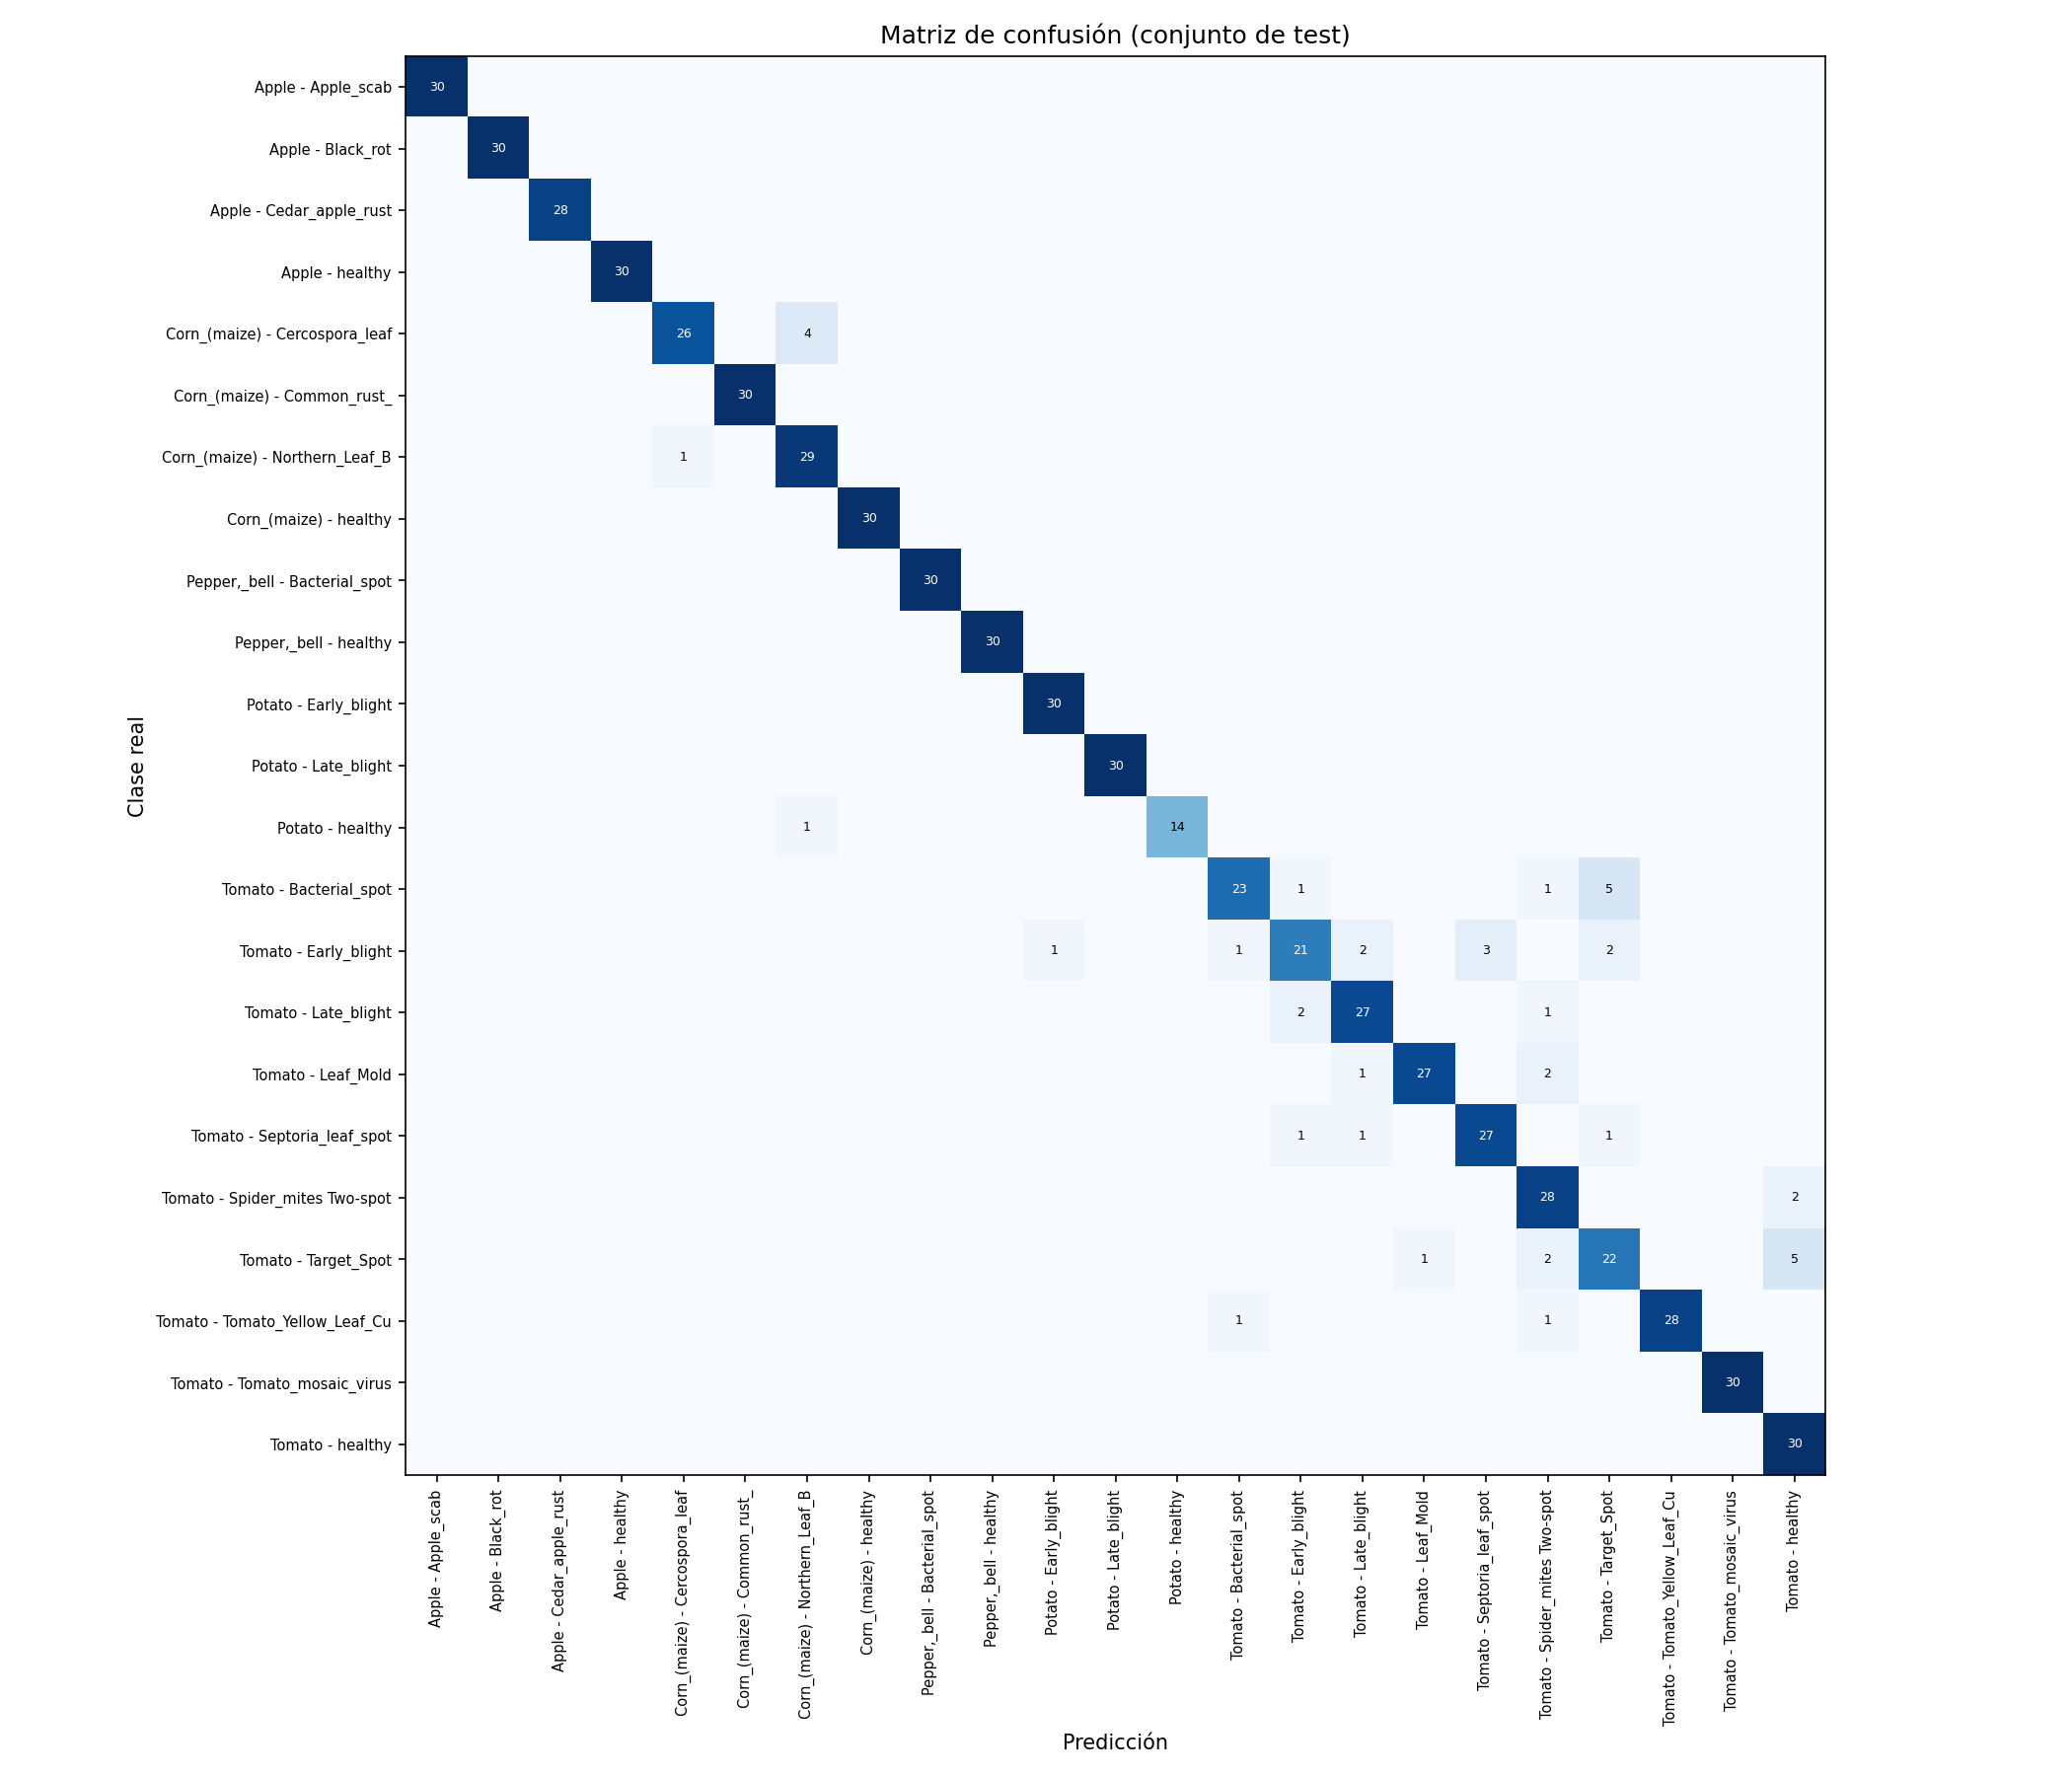 Matriz de confusión (conjunto de test)
Apple - Apple_scab 30
Apple - Black_rot 30
Apple - Cedar_apple_rust 28
Apple - healthy 30
Corn_(maize) - Cercospora_leaf 26 4
Corn_(maize) - Common_rust_ 30
Corn_(maize) - Northern_Leaf_B 1 29
Corn_(maize) - healthy 30
Pepper,_bell - Bacterial_spot 30
Pepper,_bell - healthy 30
Potato - Early_blight 30
Potato - Late_blight 30
Potato - healthy 1 14
Tomato - Bacterial_spot 23 1 1 5
Tomato - Early_blight 1 1 21 2 3 2
Tomato - Late_blight 2 27 1
Tomato - Leaf_Mold 1 27 2
Tomato - Septoria_leaf_spot 1 1 27 1
Tomato - Spider_mites Two-spot 28 2
Tomato - Target_Spot 1 2 22 5
Tomato - Tomato_Yellow_Leaf_Cu 1 1 28
Tomato - Tomato_mosaic_virus 30
Tomato - healthy 30
Clase real
Apple - Apple_scab
Apple - Black_rot
Apple - Cedar_apple_rust
Apple - healthy
Corn_(maize) - Cercospora_leaf
Corn_(maize) - Common_rust_
Corn_(maize) - Northern_Leaf_B
Corn_(maize) - healthy
Pepper,_bell - Bacterial_spot
Pepper,_bell - healthy
Potato - Early_blight
Potato - Late_blight
Potato - healthy
Tomato - Bacterial_spot
Tomato - Early_blight
Tomato - Late_blight
Tomato - Leaf_Mold
Tomato - Septoria_leaf_spot
Tomato - Spider_mites Two-spot
Tomato - Target_Spot
Tomato - Tomato_Yellow_Leaf_Cu
Tomato - Tomato_mosaic_virus
Tomato - healthy
Predicción